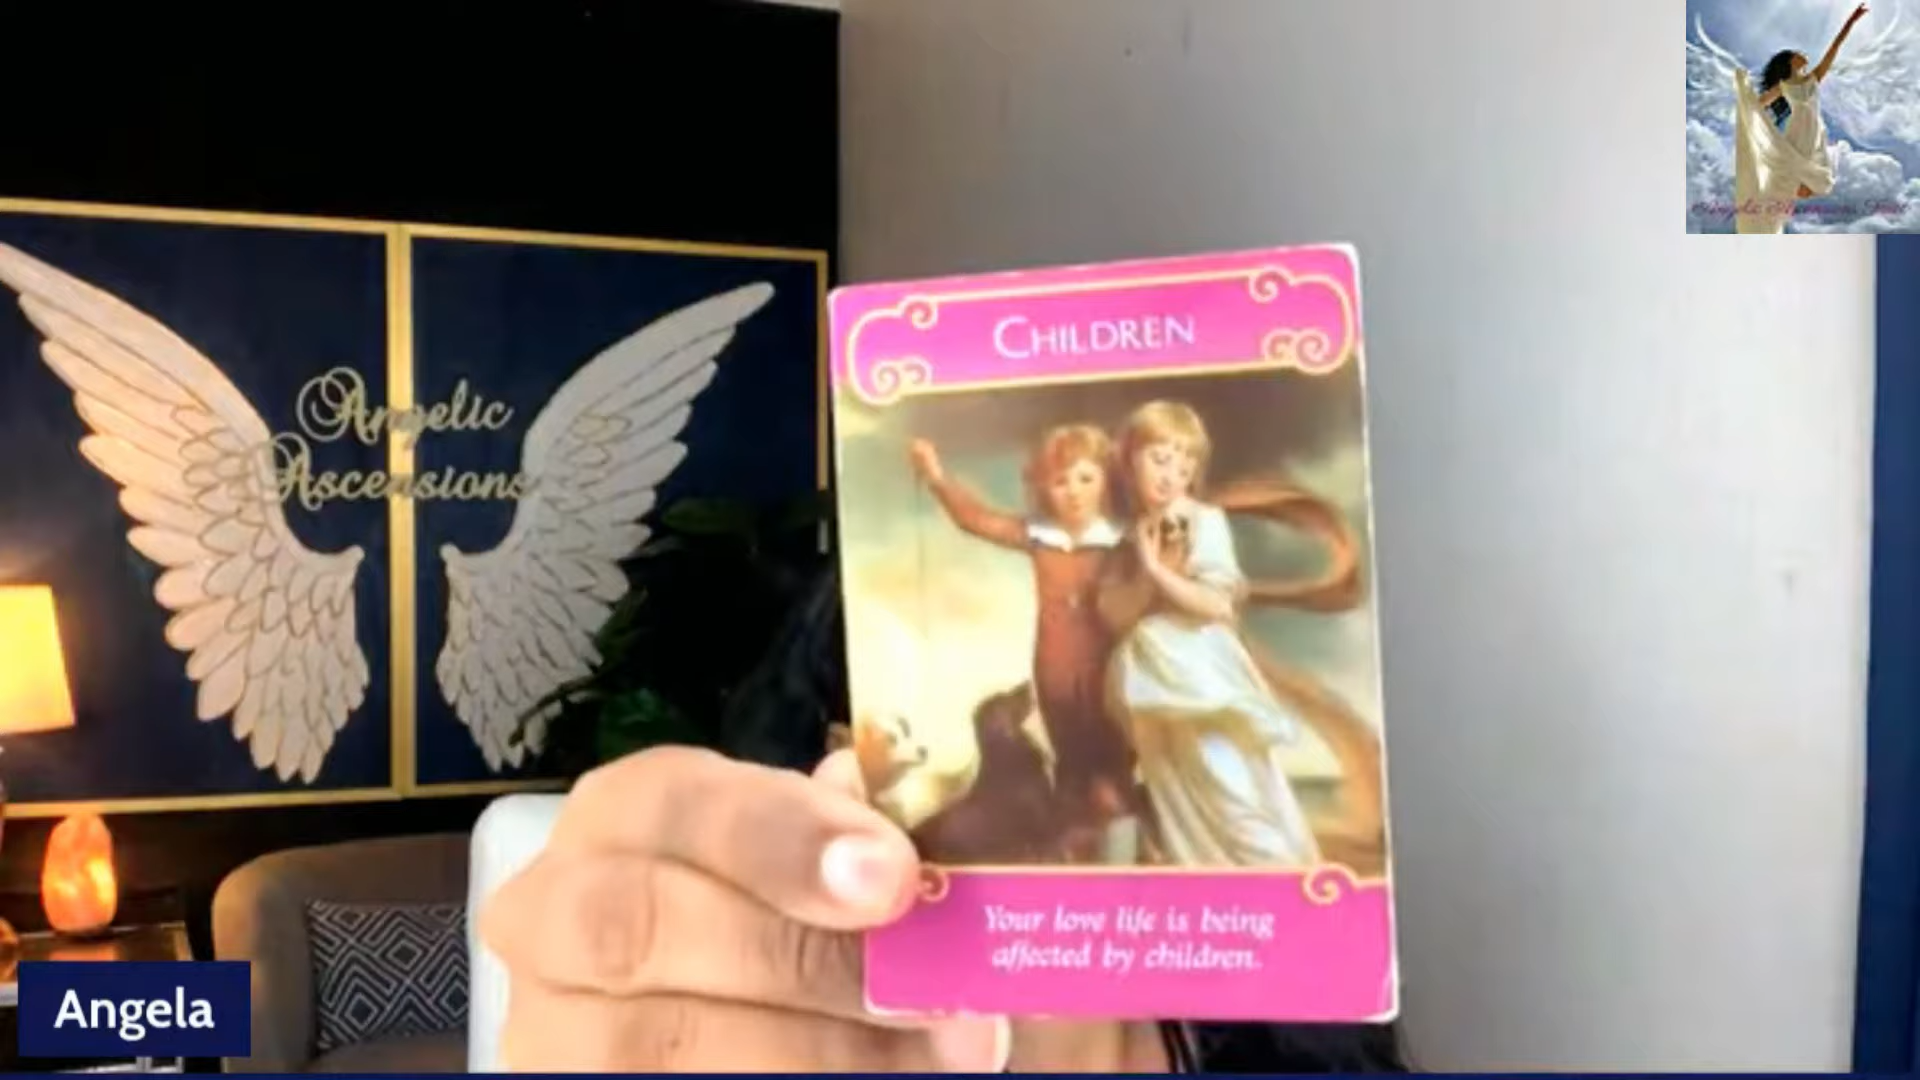 Angelic
Ascensions
CHILDREN
Your love life is being
affected by children.
Angela